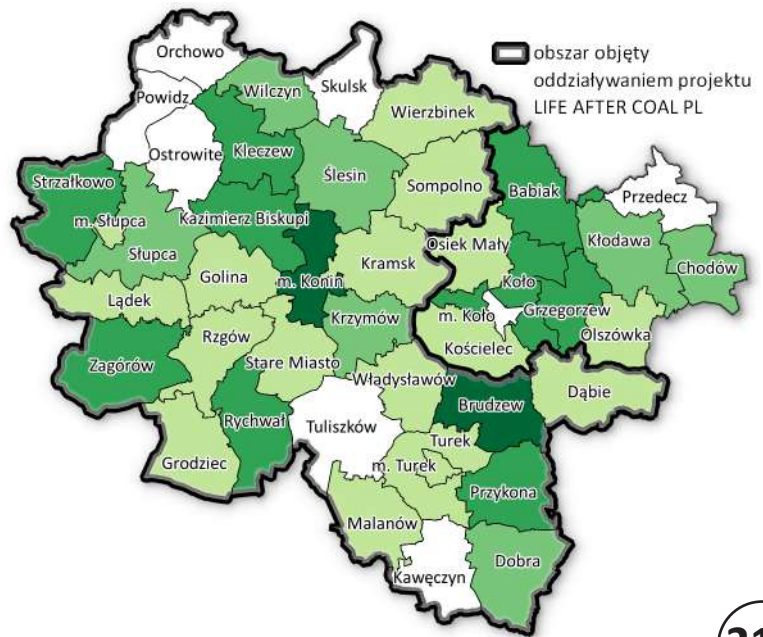 obszar objęty
oddziaływaniem projektu
LIFE AFTER COAL PL
Orchowo
Powidz
Wilczyn
Skulsk
Wierzbinek
Ostrowite
Kleczew
Ślesin
Sompolno
Strzałkowo
m. Słupca
Kazimierz Biskupi
Słupca
Golina
m. Konin
Kramsk
Lądek
Rzgów
Krzymów
Zagórów
Stare Miasto
Rychwał
Grodziec
Tuliszków
Władysławów
Brudzew
Turek
m. Turek
Przykona
Malanów
Kawęczyn
Dobra
Babiak
Przedecz
Osiek Mały
Kłodawa
Chodów
Koło
m. Koło
Grzegorzew
Kościelec
Olszówka
Dąbie